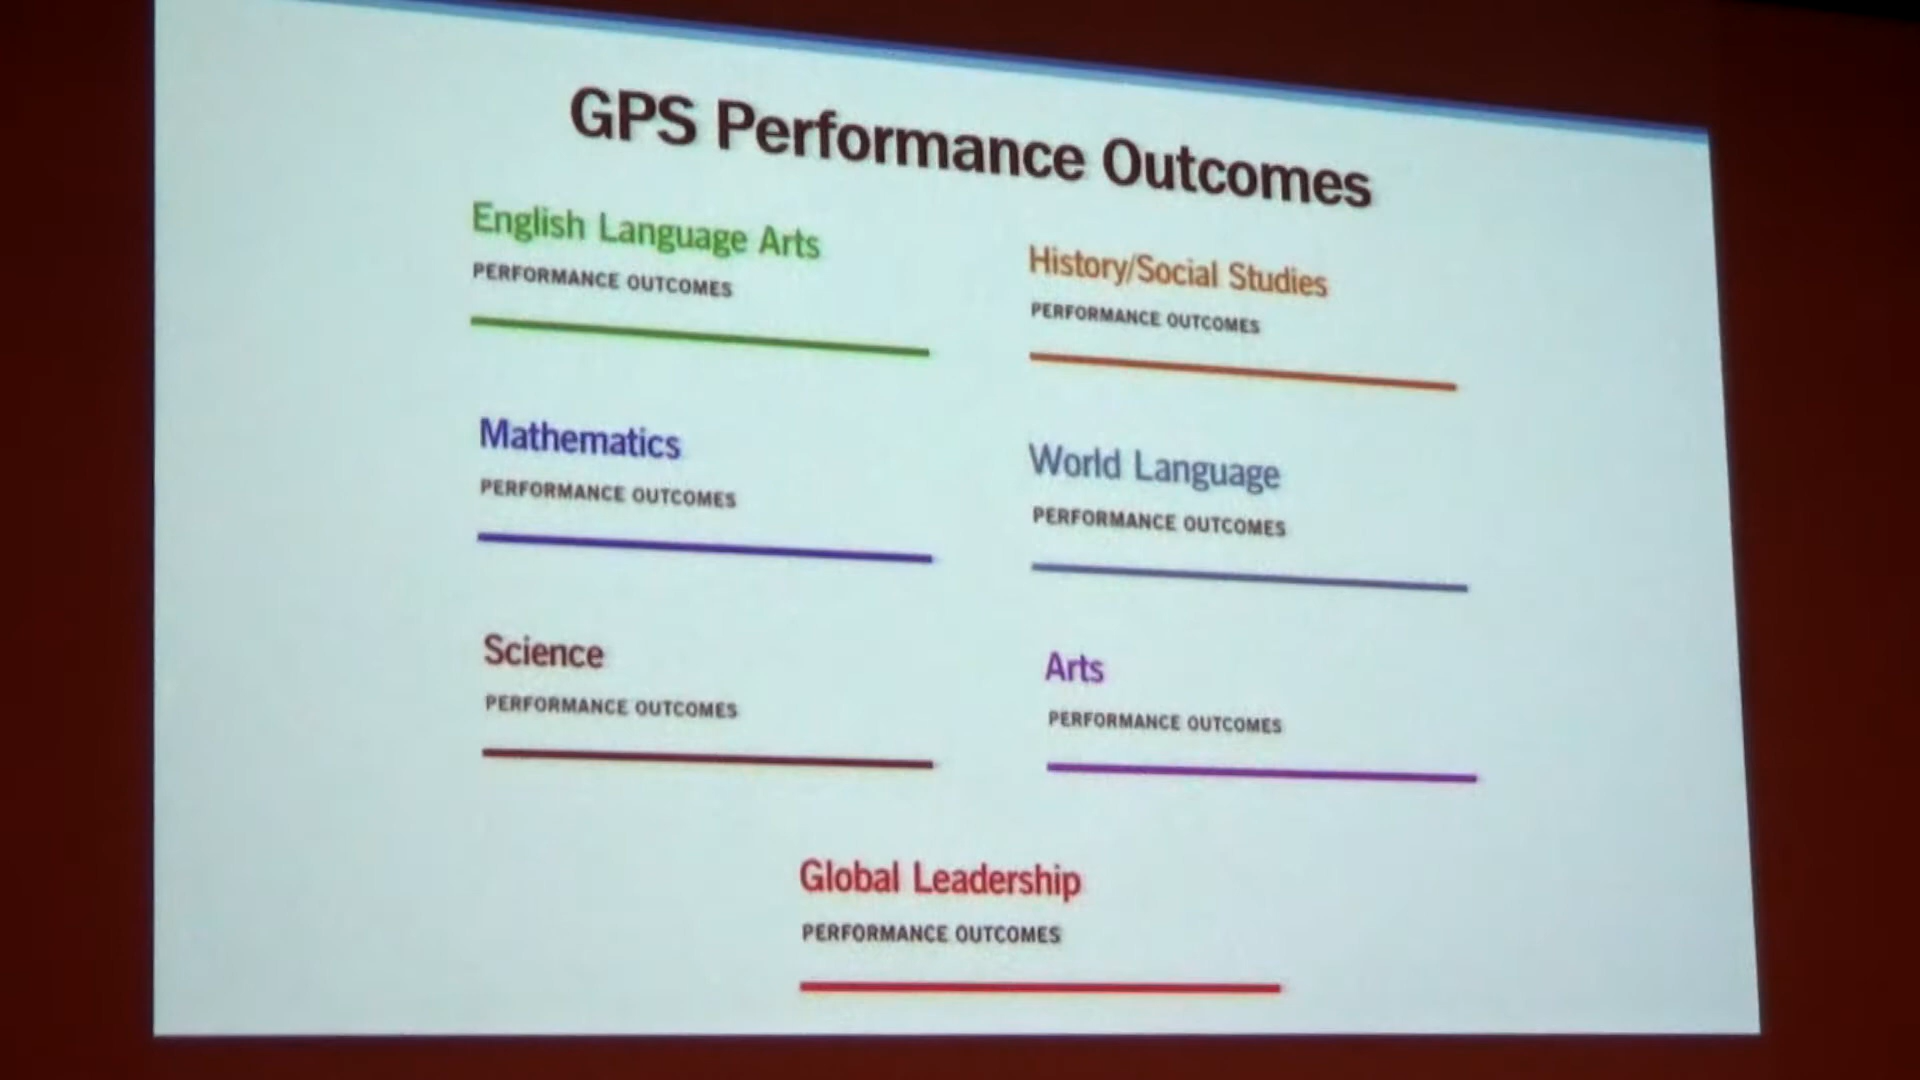 GPS Performance Outcomes
English Language Arts
PERFORMANCE OUTCOMES
History/Social Studies
PERFORMANCE OUTCOMES
Mathematics
PERFORMANCE OUTCOMES
World Language
PERFORMANCE OUTCOMES
Science
PERFORMANCE OUTCOMES
Arts
PERFORMANCE OUTCOMES
Global Leadership
PERFORMANCE OUTCOMES